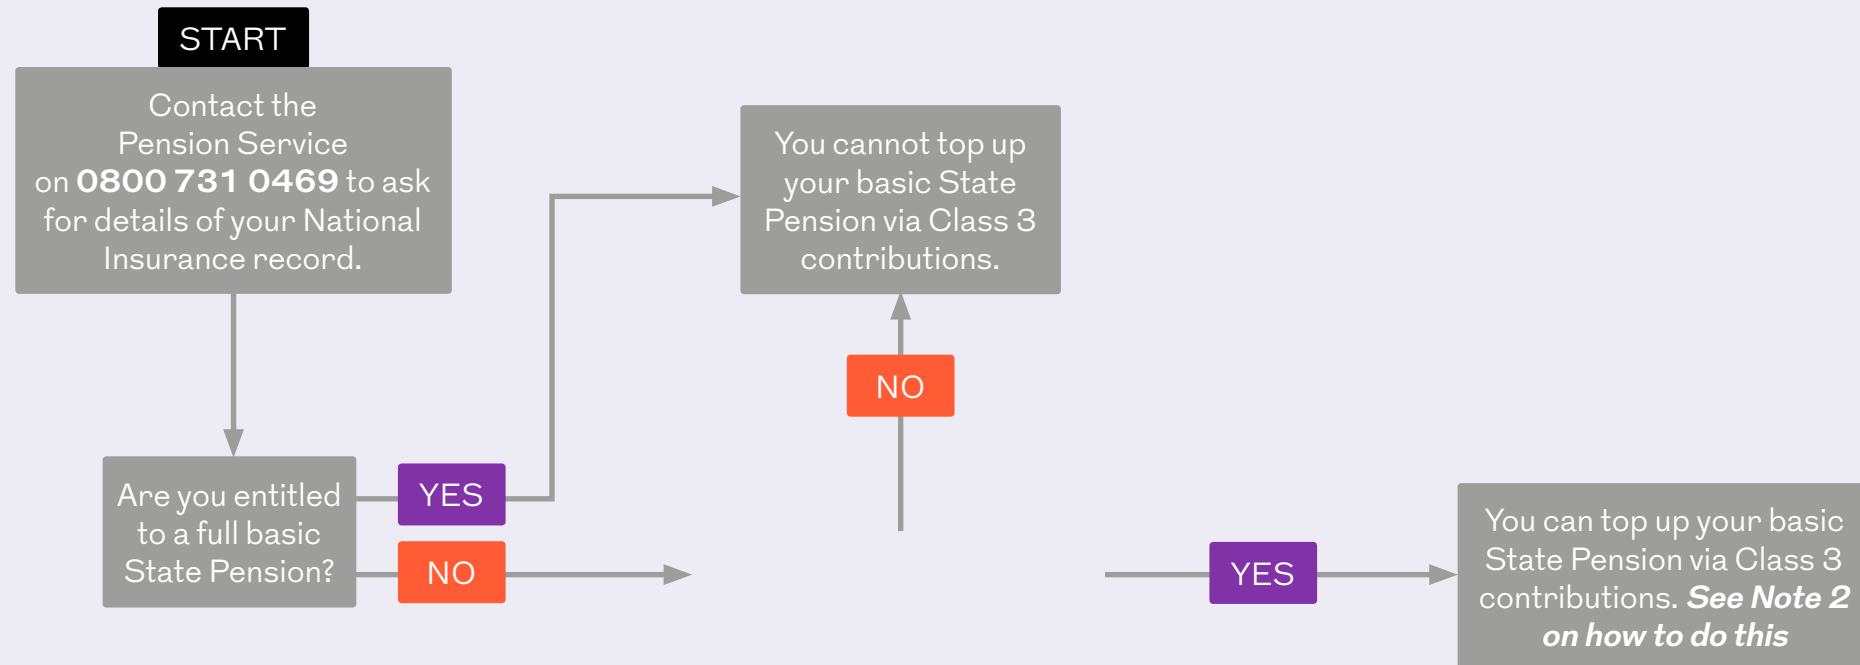 START
Contact the
Pension Service
on 0800 731 0469 to ask
for details of your National
Insurance record.
You cannot top up
your basic State
Pension via Class 3
contributions.
NO
Are you entitled
to a full basic
State Pension?
YES
NO
YES
You can top up your basic
State Pension via Class 3
contributions. See Note 2
on how to do this